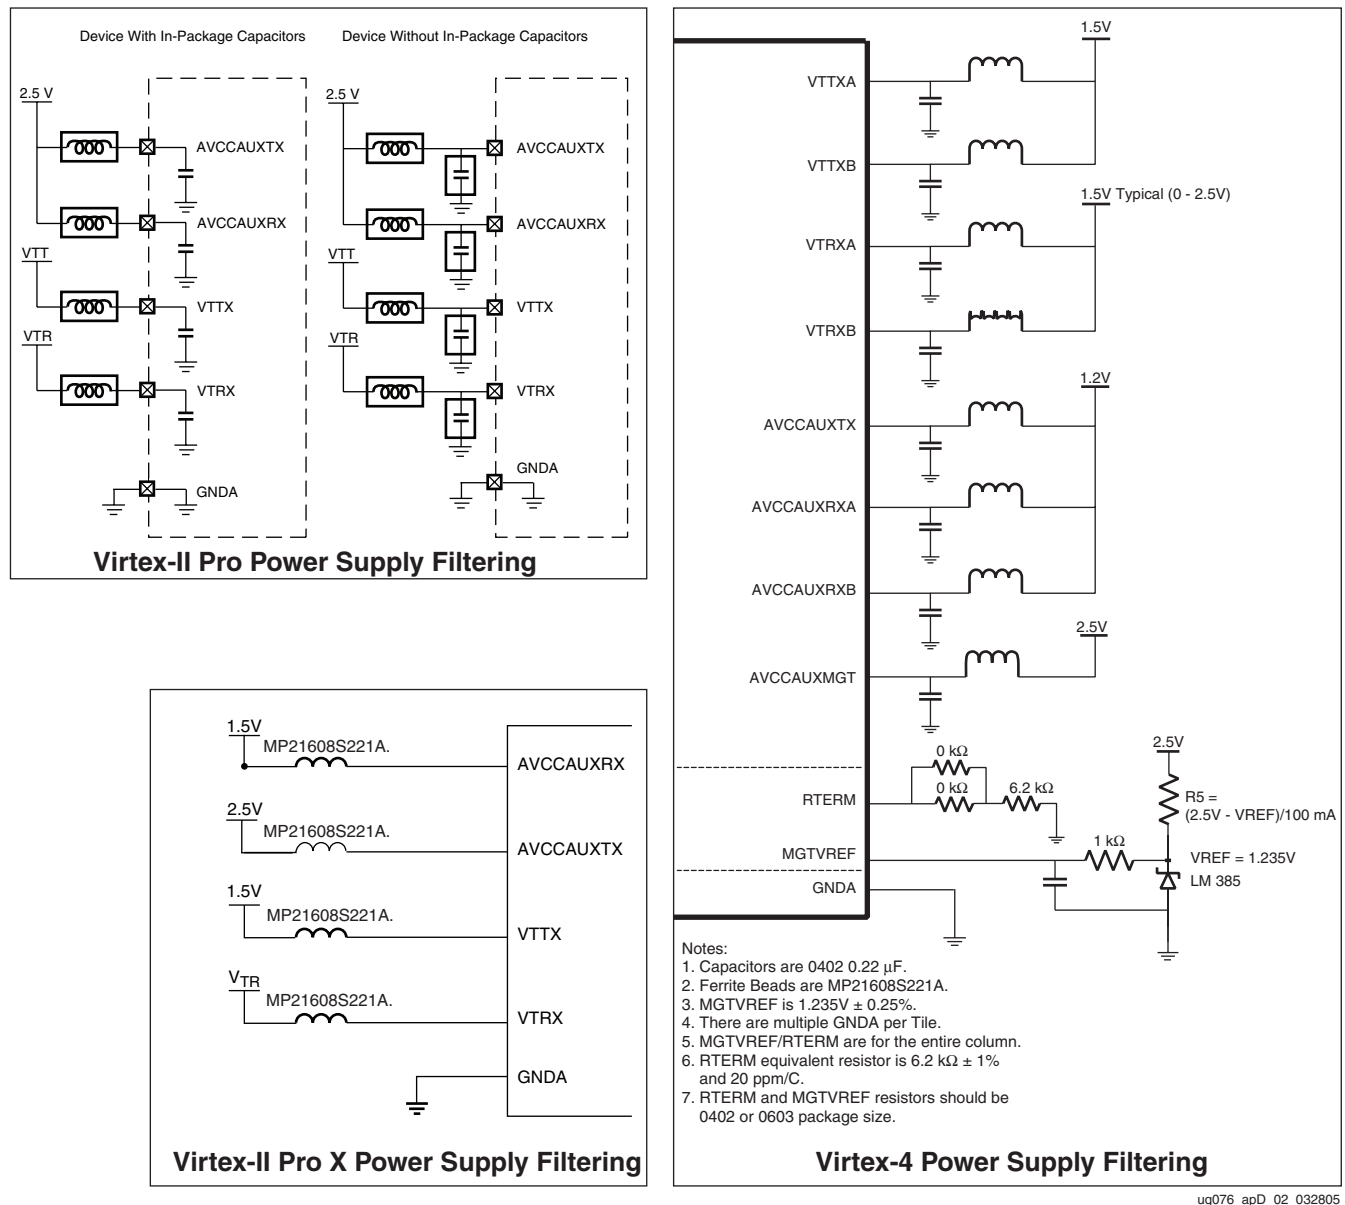 Device With In-Package Capacitors
Device Without In-Package Capacitors
2.5 V
AVCCAUXTX
AVCCAUXRX
VTT
VTTX
VTR
VTRX
GNDA
2.5 V
AVCCAUXTX
AVCCAUXRX
VTT
VTTX
VTR
VTRX
GNDA
Virtex-II Pro Power Supply Filtering
1.5V
MP21608S221A.
AVCCAUXRX
2.5V
MP21608S221A.
AVCCAUXTX
1.5V
MP21608S221A.
VTTX
VTR
MP21608S221A.
VTRX
GNDA
Virtex-II Pro X Power Supply Filtering
1.5V
VTTXA
VTTXB
1.5V Typical (0 - 2.5V)
VTRXA
VTRXB
1.2V
AVCCAUXTX
AVCCAUXRXA
AVCCAUXRXB
2.5V
AVCCAUXMGT
0 kΩ
RTERM
0 kΩ
6.2 kΩ
2.5V
R5 =
(2.5V - VREF)/100 mA
MGTVREF
1 kΩ
VREF = 1.235V
LM 385
GNDA
Notes:
1. Capacitors are 0402 0.22 µF.
2. Ferrite Beads are MP21608S221A.
3. MGTVREF is 1.235V ± 0.25%.
4. There are multiple GNDA per Tile.
5. MGTVREF/RTERM are for the entire column.
6. RTERM equivalent resistor is 6.2 kΩ ± 1%
and 20 ppm/C.
7. RTERM and MGTVREF resistors should be
0402 or 0603 package size.
Virtex-4 Power Supply Filtering
ug076_apD_02_032805